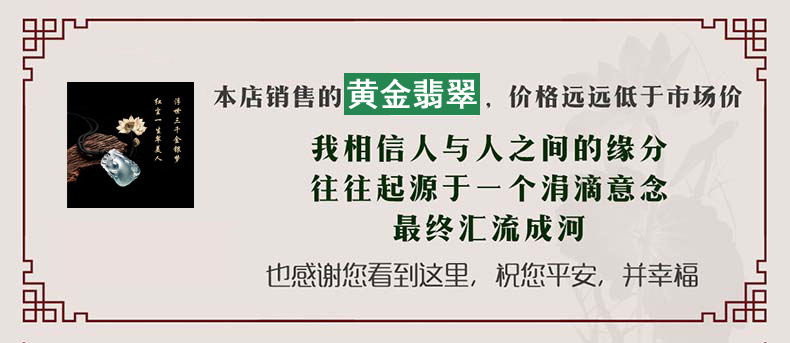 本店销售的黄金翡翠，价格远远低于市场价
浮世三千金银梦
红尘一生翠美人
我相信人与人之间的缘分
往往起源于一个涓滴意念
最终汇流成河
也感谢您看到这里，祝您平安，并幸福